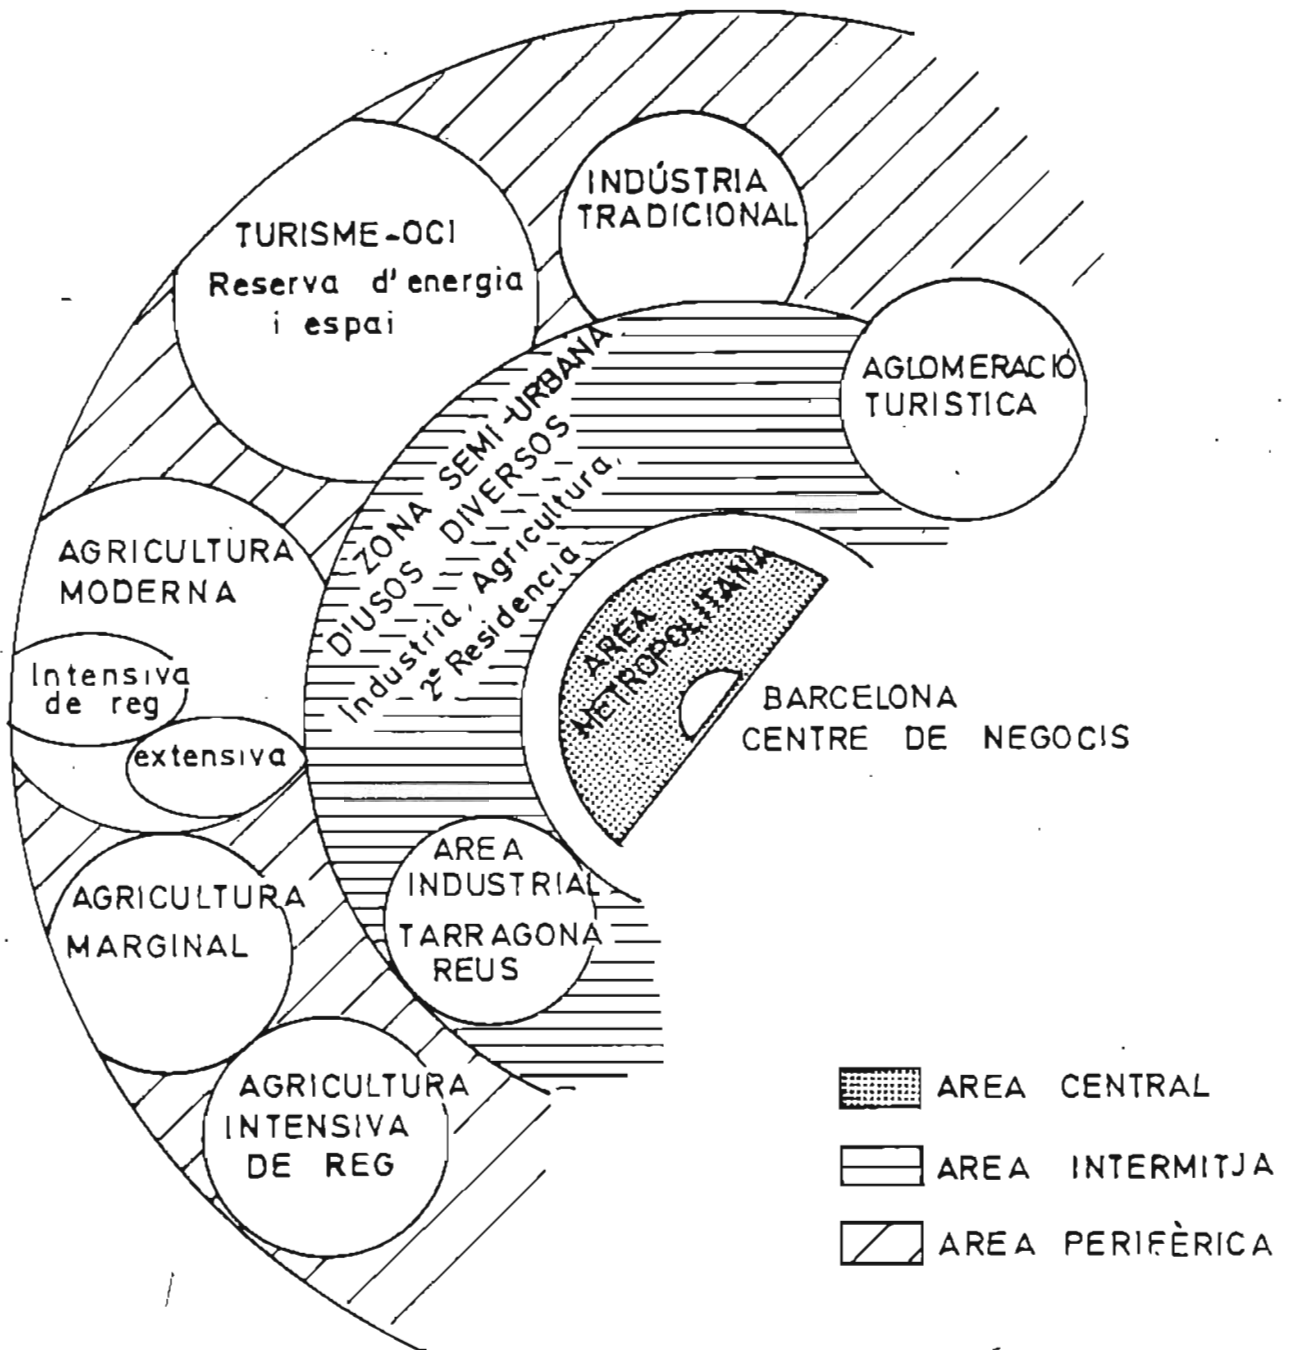 INDÚSTRIA
TRADICIONAL
TURISME-OCI
Reserva d'energia
i espai
AGLOMERACIÓ
TURISTICA
ZONA SEMI-URBANA
D'USOS DIVERSOS
Industria, Agricultura,
2ª Residencia
AGRICULTURA
MODERNA
Intensiva
de reg
extensiva
AREA
METROPOLITANA
BARCELONA
CENTRE DE NEGOCIS
AREA
INDUSTRIAL
TARRAGONA
REUS
AGRICULTURA
MARGINAL
AGRICULTURA
INTENSIVA
DE REG
AREA CENTRAL
AREA INTERMITJA
AREA PERIFÈRICA